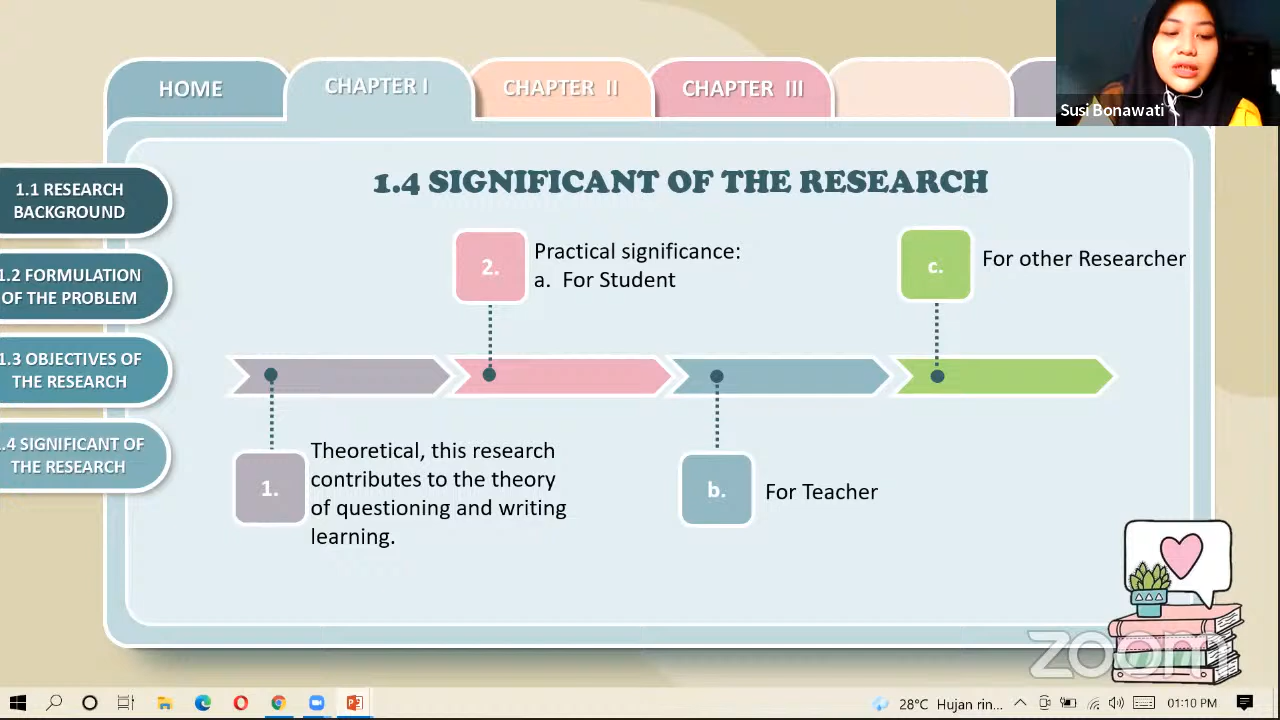 HOME
CHAPTER I
CHAPTER II
CHAPTER III
Susi Bonawati
1.1 RESEARCH
BACKGROUND
1.2 FORMULATION
OF THE PROBLEM
1.3 OBJECTIVES OF
THE RESEARCH
1.4 SIGNIFICANT OF
THE RESEARCH
1.4 SIGNIFICANT OF THE RESEARCH
2.
Practical significance:
a. For Student
c.
For other Researcher
1.
Theoretical, this research
contributes to the theory
of questioning and writing
learning.
b.
For Teacher
zoom
28°C Hujan rin...
01:10 PM